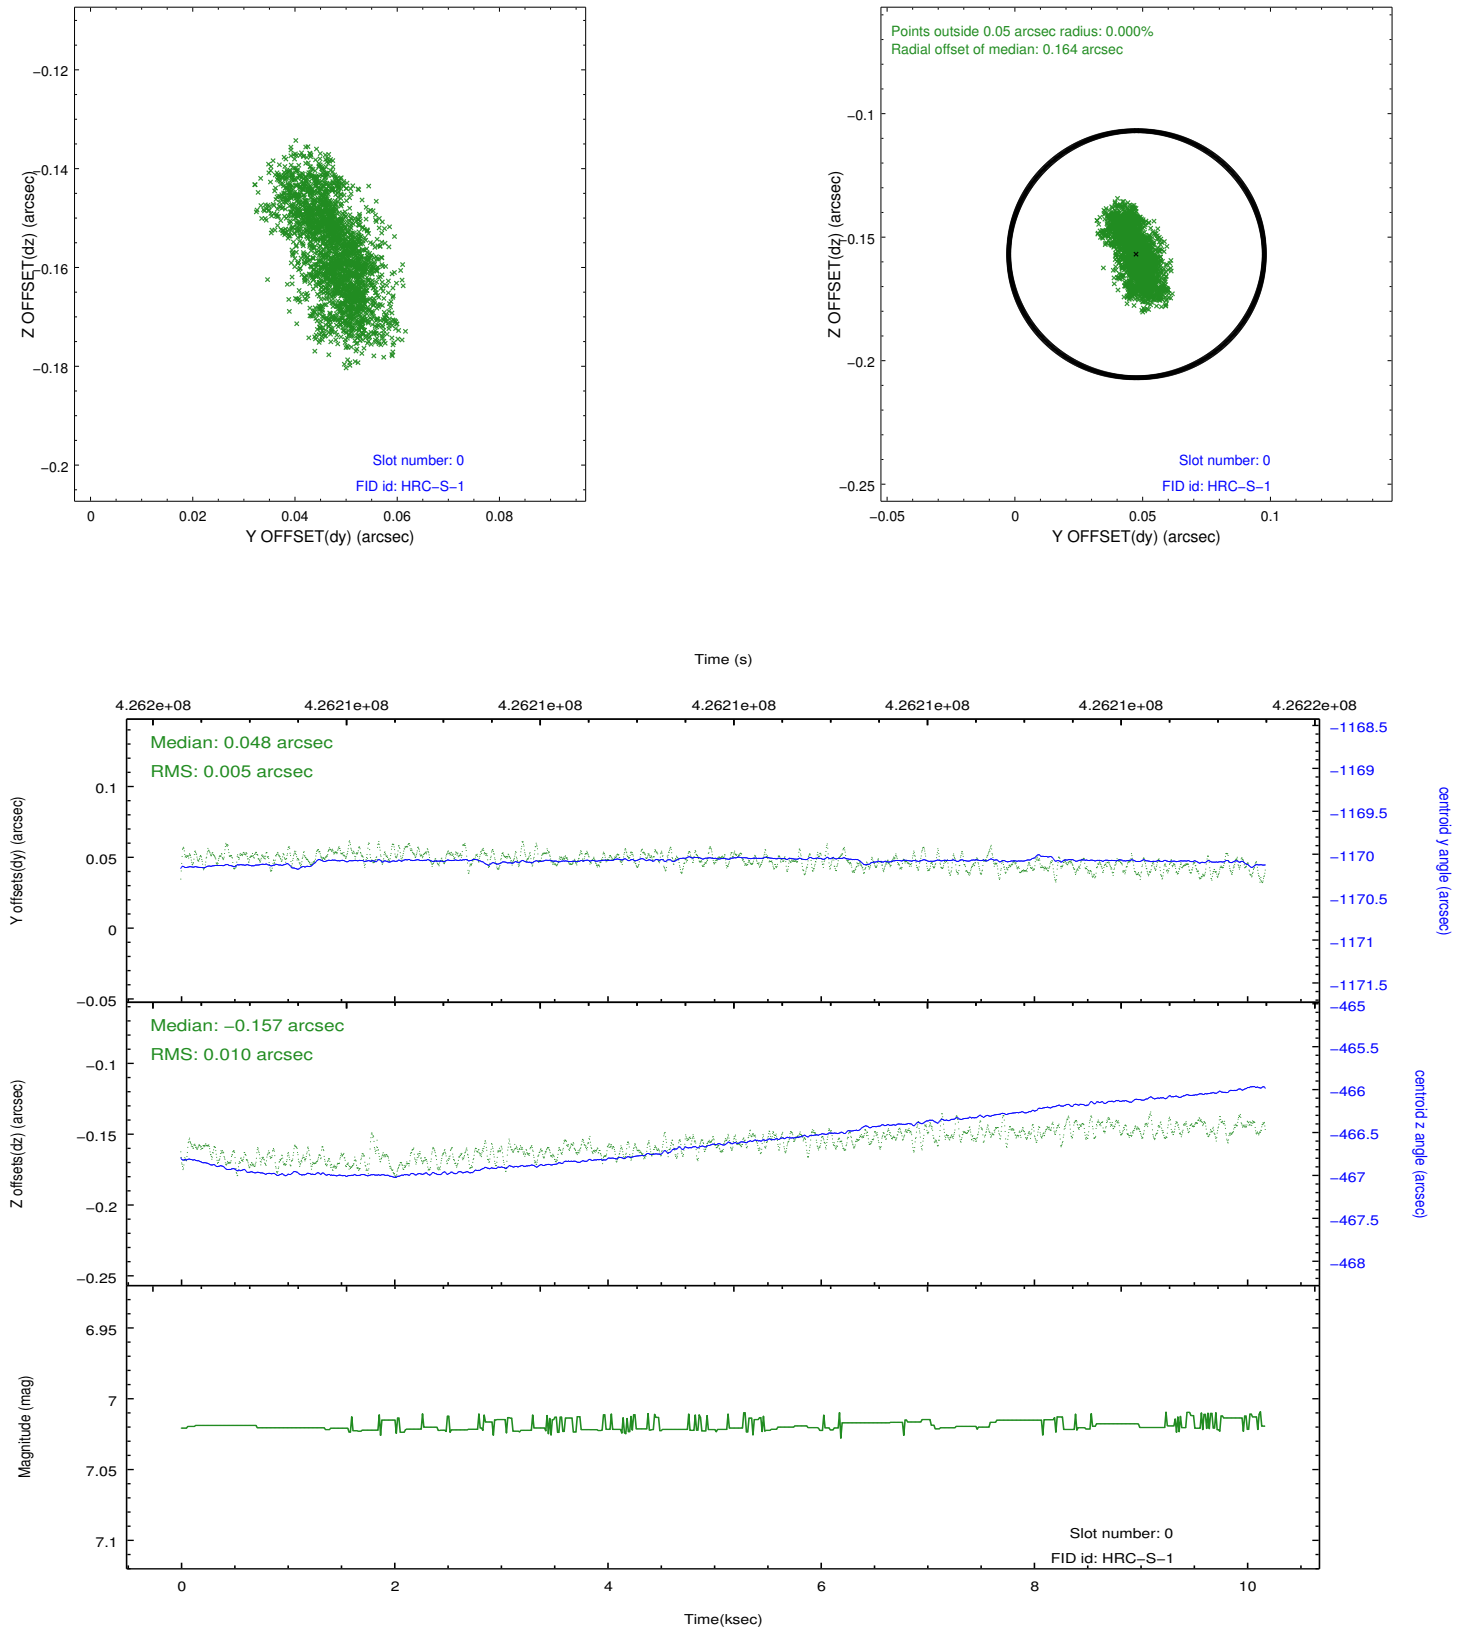 −0.12
−0.14
−0.16
−0.18
−0.2
Z OFFSET(dz) (arcsec)
0
0.02
0.04
0.06
0.08
Y OFFSET(dy) (arcsec)
Slot number: 0
FID id: HRC−S−1
Points outside 0.05 arcsec radius: 0.000%
Radial offset of median: 0.164 arcsec
−0.1
−0.15
−0.2
−0.25
Z OFFSET(dz) (arcsec)
−0.05
0
0.05
0.1
Y OFFSET(dy) (arcsec)
Slot number: 0
FID id: HRC−S−1
Time (s)
4.262e+08
4.2621e+08
4.2621e+08
4.2621e+08
4.2621e+08
4.2621e+08
4.2622e+08
Median: 0.048 arcsec
RMS: 0.005 arcsec
0.1
0.05
0
−0.05
Y offsets(dy) (arcsec)
−1168.5
−1169
−1169.5
−1170
−1170.5
−1171
−1171.5
centroid y angle (arcsec)
Median: −0.157 arcsec
RMS: 0.010 arcsec
−0.1
−0.15
−0.2
−0.25
Z offsets(dz) (arcsec)
−465
−465.5
−466
−466.5
−467
−467.5
−468
centroid z angle (arcsec)
6.95
7
7.05
7.1
Magnitude (mag)
Slot number: 0
FID id: HRC−S−1
0
2
4
6
8
10
Time(ksec)